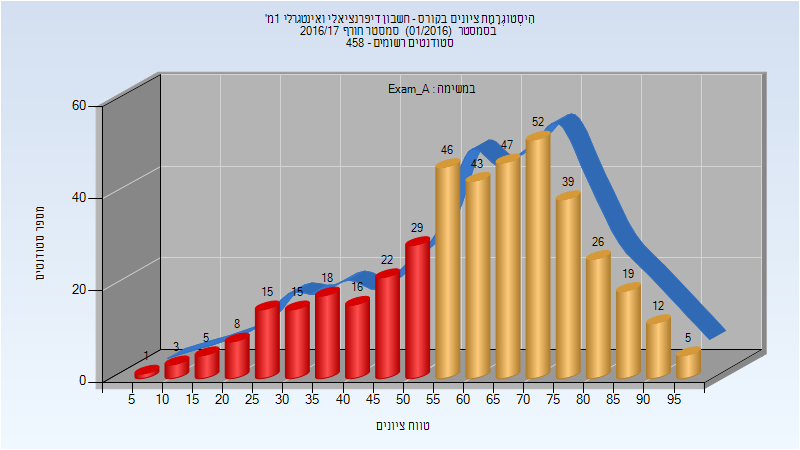 הִיסְטוֹגְרָמַת ציונים בקורס - חשבון דיפרנציאלי ואינטגרלי 1מ'
בסמסטר (01/2016) סמסטר חורף 2016/17
סטודנטים רשומים - 458
במשימה : Exam_A
מספר סטודנטים
60
40
20
0
1 3 5 8 15 15 18 16 22 29 46 43 47 52 39 26 19 12 5
5 10 15 20 25 30 35 40 45 50 55 60 65 70 75 80 85 90 95
טווח ציונים